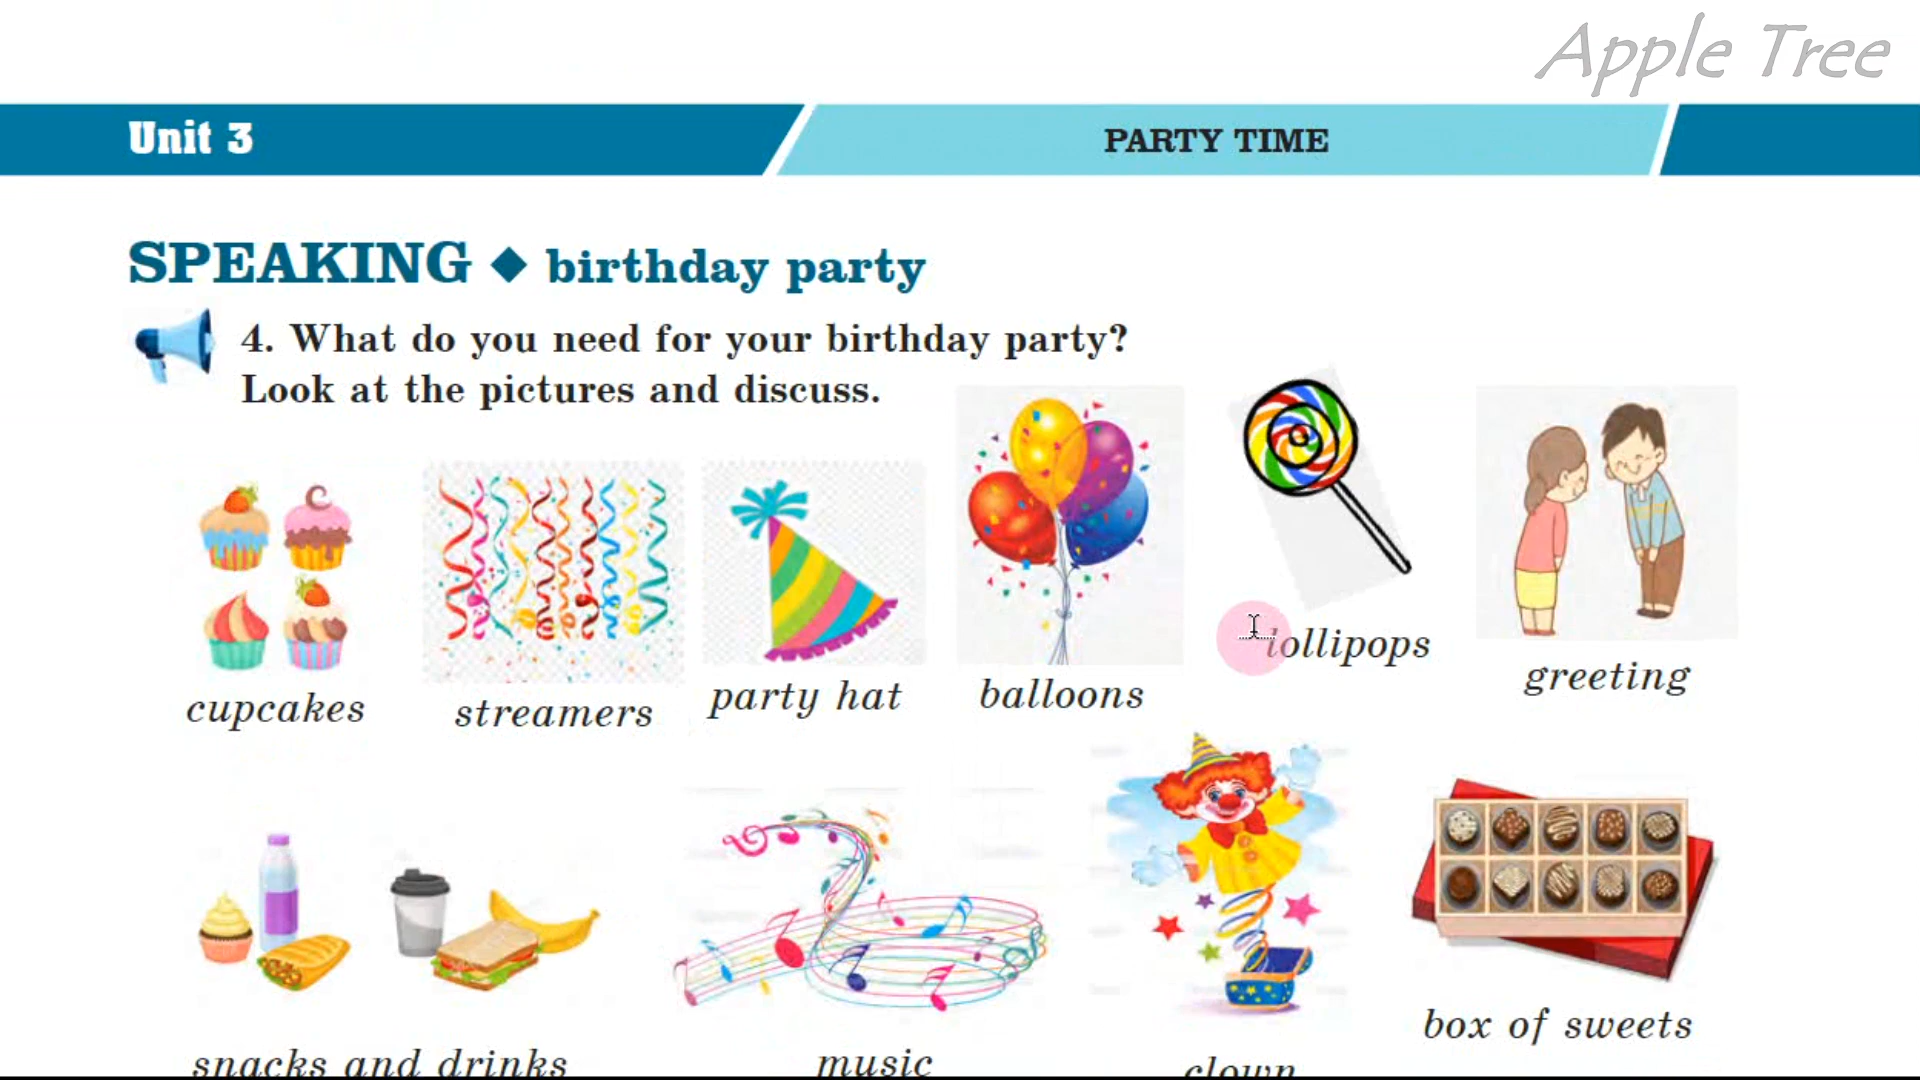 Apple Tree
Unit 3
PARTY TIME
SPEAKING ◆ birthday party
4. What do you need for your birthday party?
Look at the pictures and discuss.
cupcakes
streamers
party hat
balloons
lollipops
greeting
snacks and drinks
music
clown
box of sweets